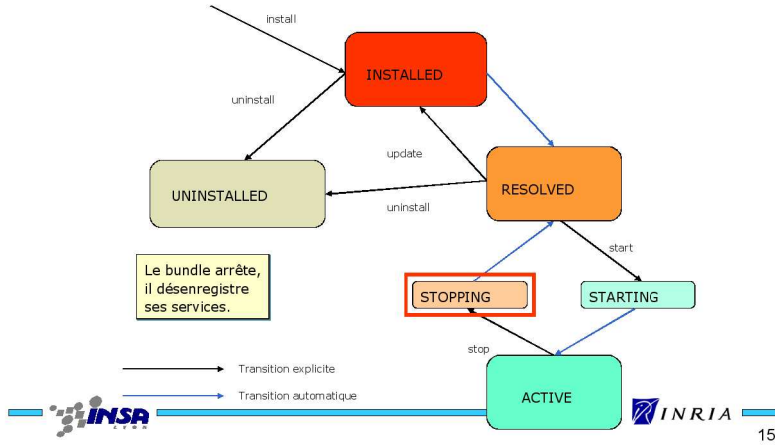 install
INSTALLED
uninstall
update
UNINSTALLED
RESOLVED
uninstall
start
Le bundle arrête,
il désenregistre
ses services.
STOPPING
STARTING
stop
Transition explicite
ACTIVE
Transition automatique
INSA
LYON
INRIA
15